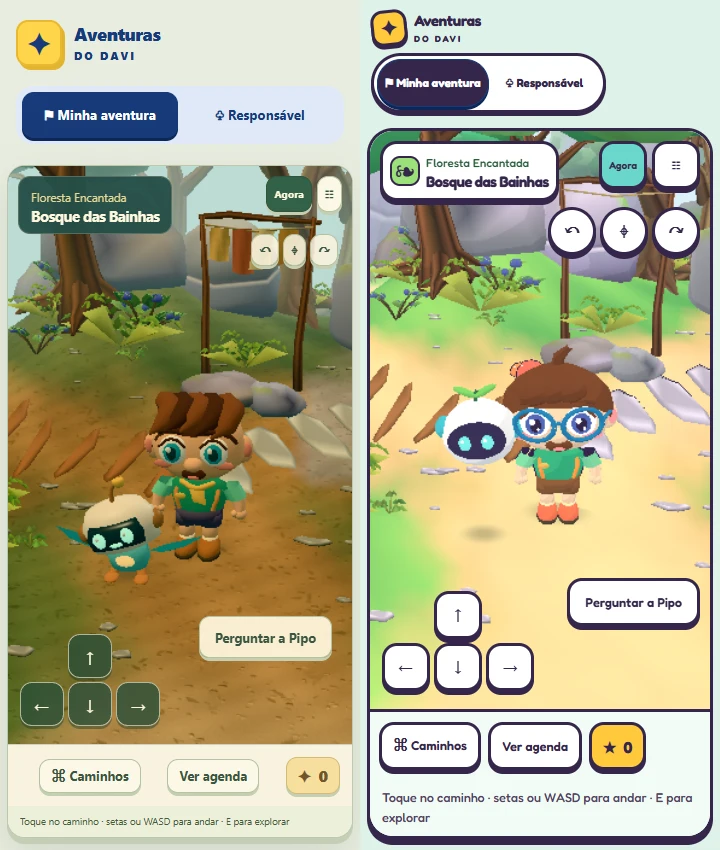 Aventuras
DO DAVI
Minha aventura
Responsável
Floresta Encantada
Bosque das Bainhas
Agora
Perguntar a Pipo
Caminhos
Ver agenda
0
Toque no caminho · setas ou WASD para andar · E para explorar
Aventuras
DO DAVI
Minha aventura
Responsável
Floresta Encantada
Bosque das Bainhas
Agora
Perguntar a Pipo
Caminhos
Ver agenda
0
Toque no caminho · setas ou WASD para andar · E para
explorar